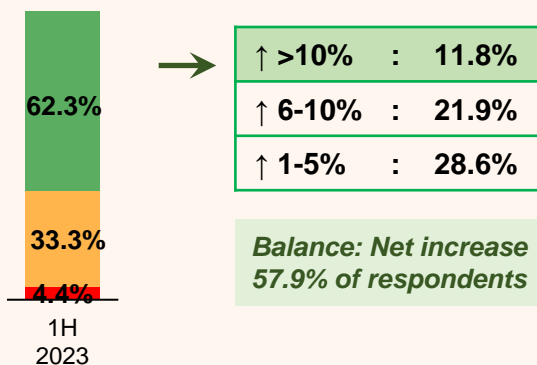 62.3%
33.3%
4.4%
1H
2023
↑ >10% : 11.8%
↑ 6-10% : 21.9%
↑ 1-5% : 28.6%
Balance: Net increase
57.9% of respondents